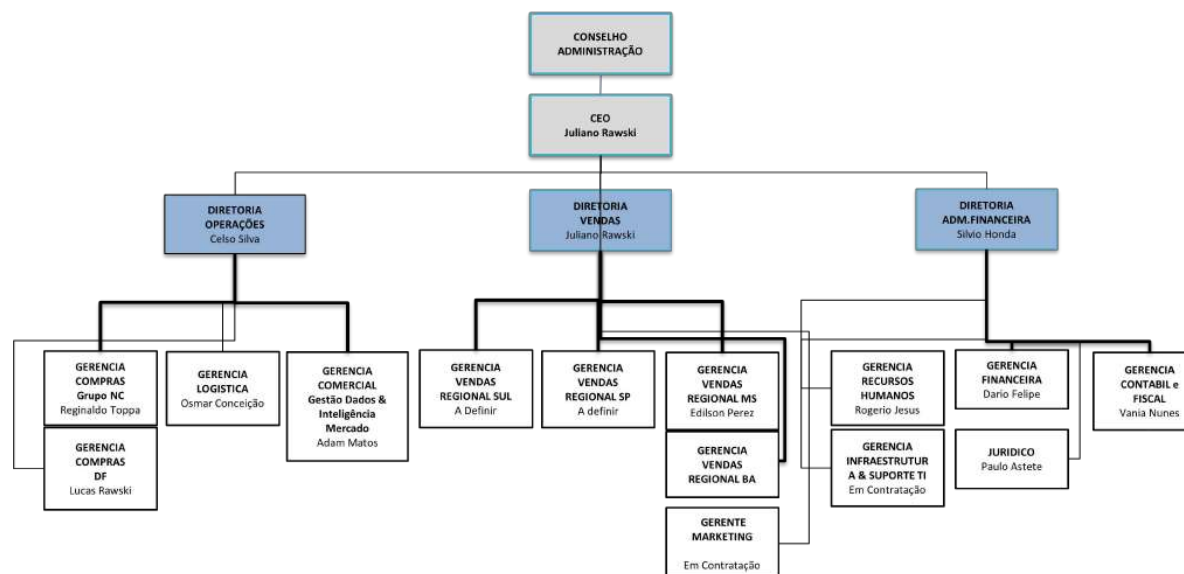 CONSELHO
ADMINISTRAÇÃO
CEO
Juliano Rawski
DIRETORIA
OPERAÇÕES
Celso Silva
DIRETORIA
VENDAS
Juliano Rawski
DIRETORIA
ADM.FINANCEIRA
Silvio Honda
GERENCIA
COMPRAS
Grupo NC
Reginaldo Toppa
GERENCIA
LOGISTICA
Osmar Conceição
GERENCIA
COMERCIAL
Gestão Dados &
Inteligência
Mercado
Adam Matos
GERENCIA
VENDAS
REGIONAL SUL
A Definir
GERENCIA
VENDAS
REGIONAL SP
A definir
GERENCIA
VENDAS
REGIONAL MS
Edilson Perez
GERENCIA
RECURSOS
HUMANOS
Rogerio Jesus
GERENCIA
FINANCEIRA
Dario Felipe
GERENCIA
CONTABIL e
FISCAL
Vania Nunes
GERENCIA
COMPRAS
DF
Lucas Rawski
GERENCIA
VENDAS
REGIONAL BA
GERENCIA
INFRAESTRUTUR
A & SUPORTE TI
Em Contratação
JURIDICO
Paulo Astete
GERENTE
MARKETING
Em Contratação